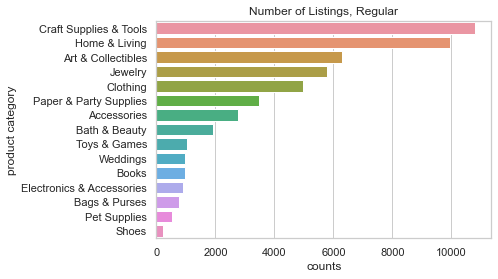 Number of Listings, Regular
product category
Craft Supplies & Tools
Home & Living
Art & Collectibles
Jewelry
Clothing
Paper & Party Supplies
Accessories
Bath & Beauty
Toys & Games
Weddings
Books
Electronics & Accessories
Bags & Purses
Pet Supplies
Shoes
0 2000 4000 6000 8000 10000
counts